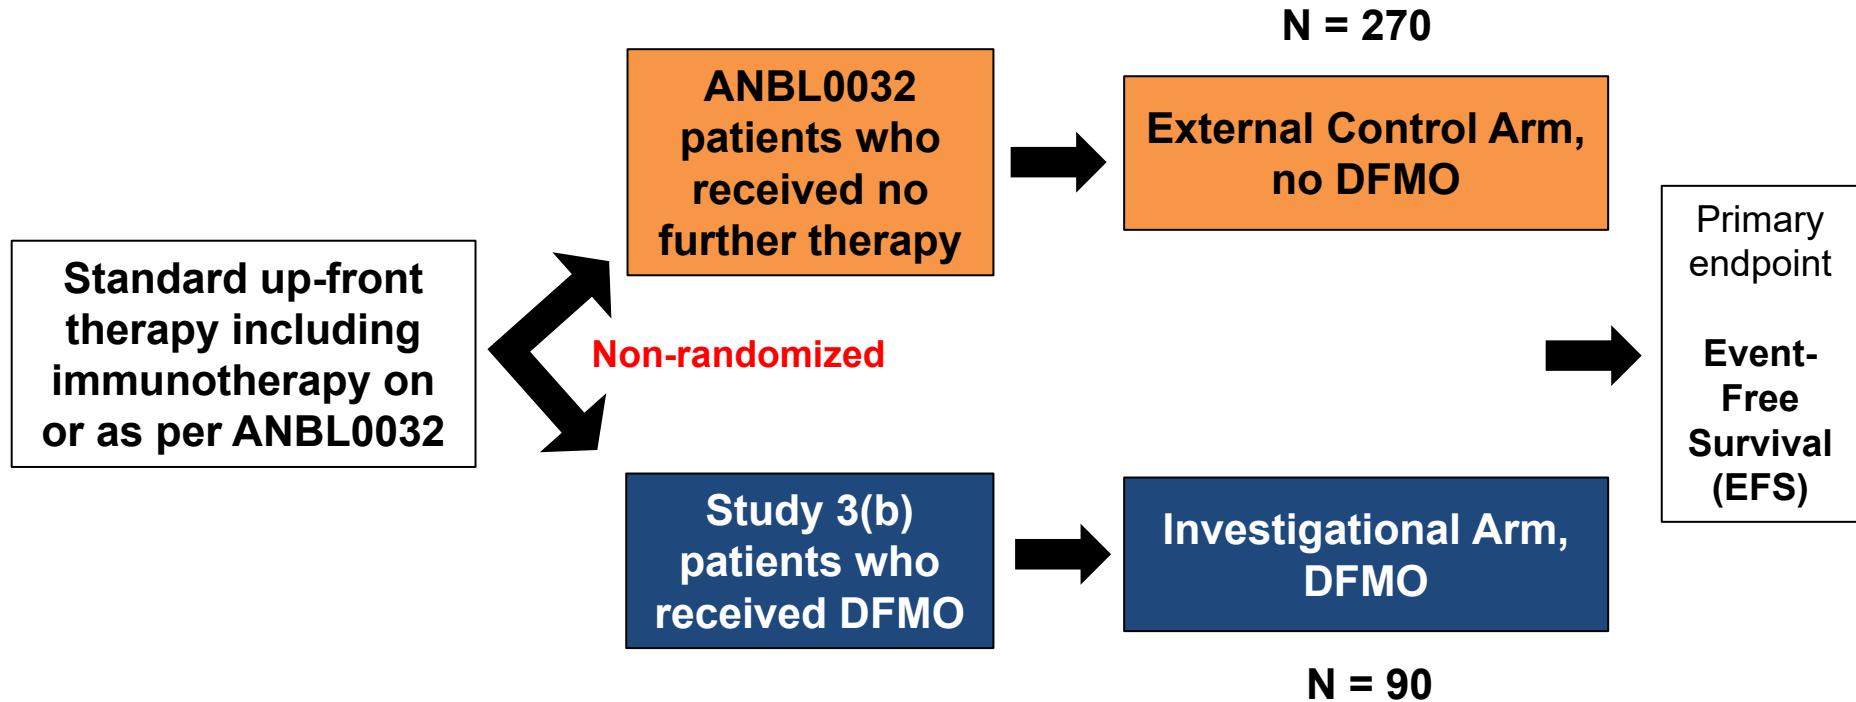 Standard up-front
therapy including
immunotherapy on
or as per ANBL0032
Non-randomized
ANBL0032
patients who
received no
further therapy
N = 270
External Control Arm,
no DFMO
Study 3(b)
patients who
received DFMO
Investigational Arm,
DFMO
N = 90
Primary
endpoint
Event-
Free
Survival
(EFS)